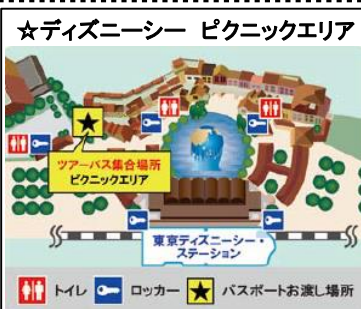 ☆ディズニーシー ピクニックエリア
ツアーバス集合場所
ピクニックエリア
東京ディズニーシー・
ステーション
トイレ
ロッカー
パスポートお渡し場所